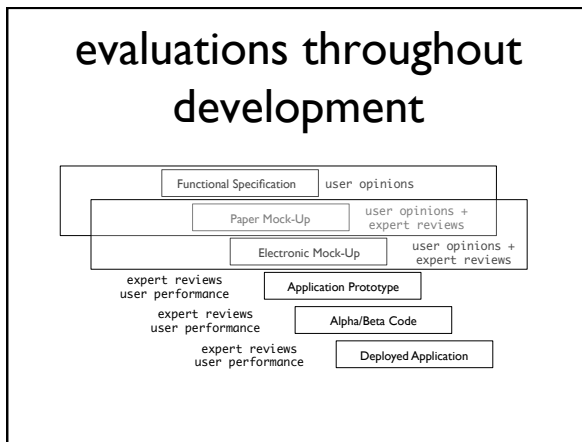 evaluations throughout
development
Functional Specification user opinions
Paper Mock-Up user opinions +
expert reviews
Electronic Mock-Up user opinions +
expert reviews
expert reviews
user performance Application Prototype
expert reviews
user performance Alpha/Beta Code
expert reviews
user performance Deployed Application